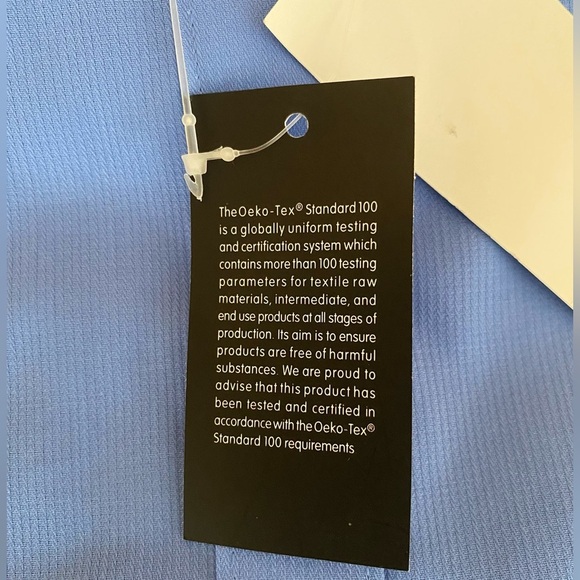 The Oeko-Tex® Standard 100
is a globally uniform testing
and certification system which
contains more than 100 testing
parameters for textile raw
materials, intermediate, and
end use products at all stages of
production. Its aim is to ensure
products are free of harmful
substances. We are proud to
advise that this product has
been tested and certified in
accordance with the Oeko-Tex®
Standard 100 requirements